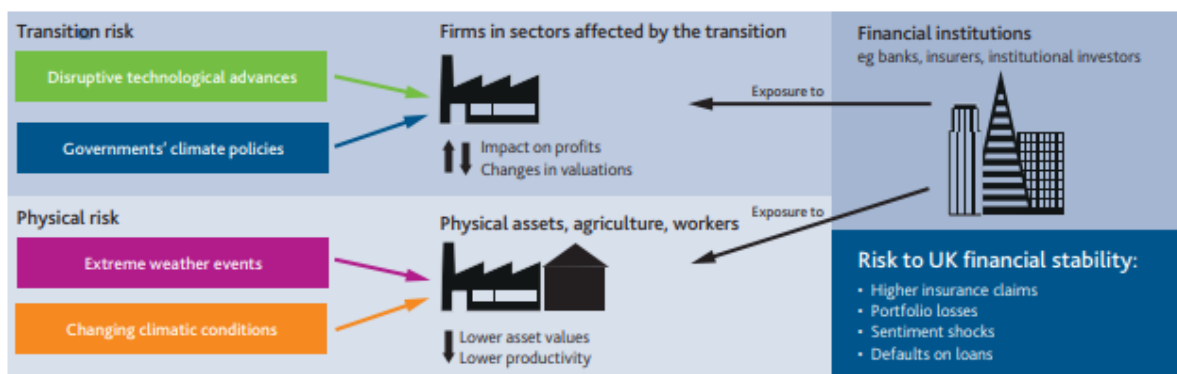 Transition risk
Disruptive technological advances
Governments' climate policies
Firms in sectors affected by the transition
Impact on profits
Changes in valuations
Exposure to
Financial institutions
eg banks, insurers, institutional investors
Physical risk
Extreme weather events
Changing climatic conditions
Physical assets, agriculture, workers
Lower asset values
Lower productivity
Exposure to
Risk to UK financial stability:
• Higher insurance claims
• Portfolio losses
• Sentiment shocks
• Defaults on loans